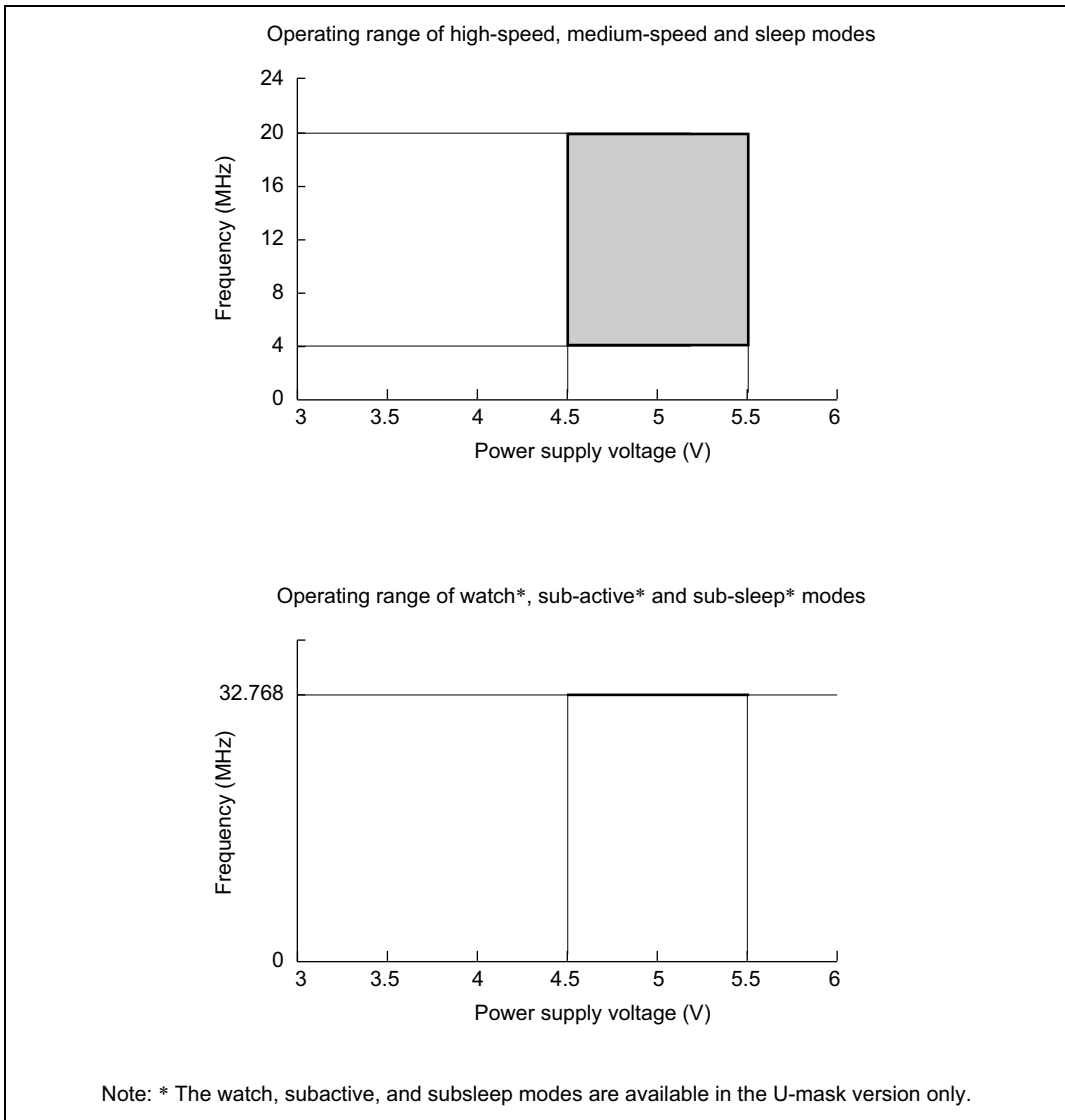 Operating range of high-speed, medium-speed and sleep modes
24
20
16
12
8
4
0
Frequency (MHz)
3 3.5 4 4.5 5 5.5 6
Power supply voltage (V)
Operating range of watch*, sub-active* and sub-sleep* modes
32.768
0
Frequency (MHz)
3 3.5 4 4.5 5 5.5 6
Power supply voltage (V)
Note: * The watch, subactive, and subsleep modes are available in the U-mask version only.